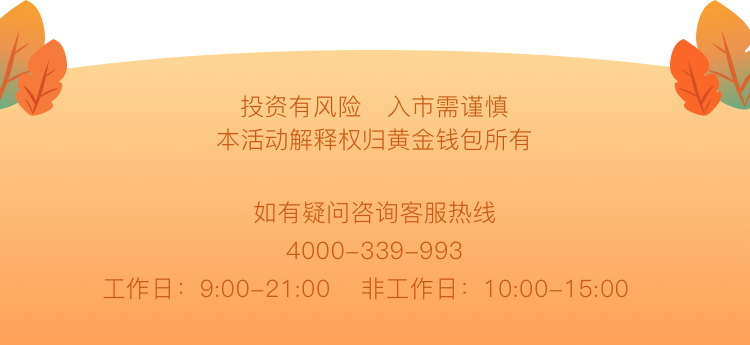 投资有风险 入市需谨慎
本活动解释权归黄金钱包所有
如有疑问咨询客服热线
4000-339-993
工作日：9:00-21:00 非工作日：10:00-15:00